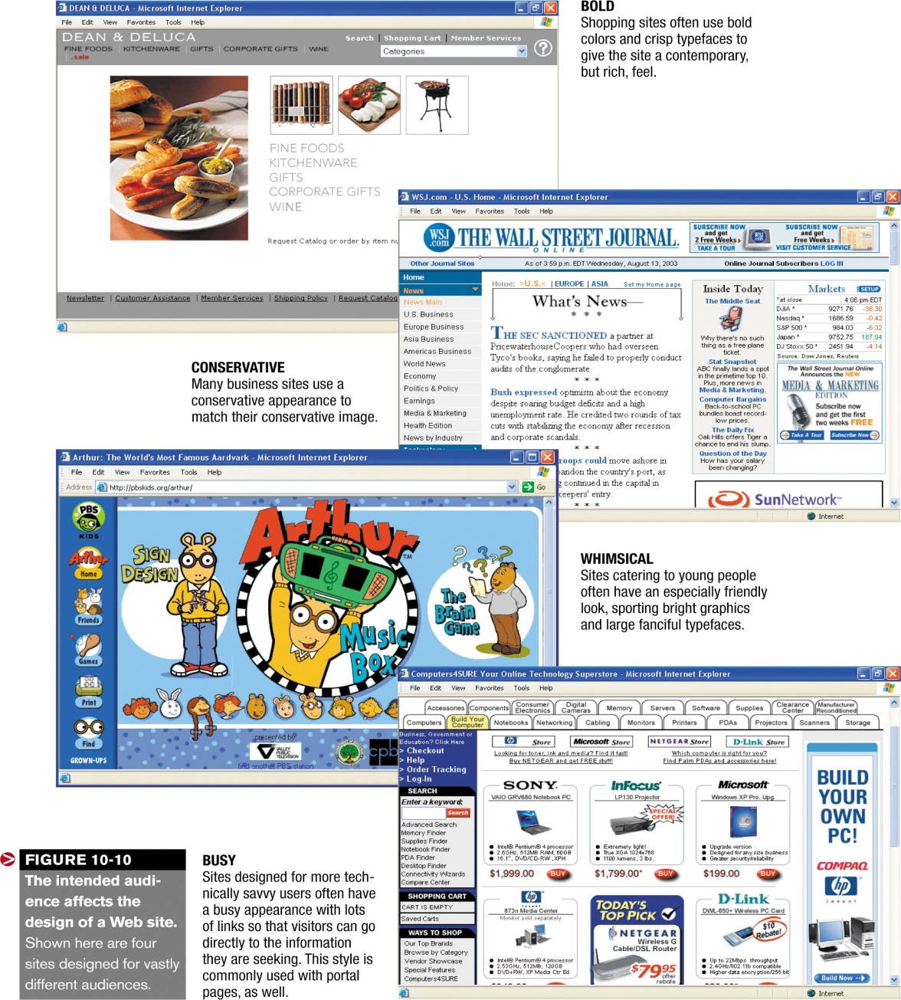 DEAN & DELUCA - Microsoft Internet Explorer
File Edit View Favorites Tools Help
DEAN & DELUCA
Search | Shopping Cart | Member Services
FINE FOODS | KITCHENWARE | GIFTS | CORPORATE GIFTS | WINE
| .sale
Categories
?
FINE FOODS
KITCHENWARE
GIFTS
CORPORATE GIFTS
WINE
Request Catalog or order by item nu
Newsletter | Customer Assistance | Member Services | Shipping Policy | Request Catalog
BOLD
Shopping sites often use bold
colors and crisp typefaces to
give the site a contemporary,
but rich, feel.
WSJ.com - U.S. Home - Microsoft Internet Explorer
File Edit View Favorites Tools Help
WSJ
.com
THE WALL STREET JOURNAL.
ONLINE
SUBSCRIBE NOW
and get
2 Free Weeks
TAKE A TOUR
SUBSCRIBE NOW
and get
Free Weeks
VISIT CUSTOMER SERVICE
Other Journal Sites
As of 3:59 p.m. EDT Wednesday, August 13, 2003
Online Journal Subscribers LOG IN
Home
News
News Main
U.S. Business
Europe Business
Asia Business
Americas Business
World News
Economy
Politics & Policy
Earnings
Media & Marketing
Health Edition
News by Industry
Technology
Home: >U.S.< | EUROPE | ASIA
Set my Home page
What's News—
* * *
THE SEC SANCTIONED a partner at
PricewaterhouseCoopers who had overseen
Tyco's books, saying he failed to properly conduct
audits of the conglomerate.
* * *
Bush expressed optimism about the economy
despite soaring budget deficits and a high
unemployment rate. He credited two rounds of tax
cuts with stabilizing the economy after recession
and corporate scandals.
* * *
roops could move ashore in
bandon the country's port, as
g continued in the capital in
keepers' entry.
* * *
Inside Today
The Middle Seat
Why there's no such
thing as a free plane
ticket.
Stat Snapshot
ABC finally lands a spot
in the primetime top 10.
Plus, more news in
Media & Marketing.
Computer Bargains
Back-to-school PC
bundles boast record-
low prices.
The Daily Fix
Oak Hills offers Tiger a
chance to end his slump.
Question of the Day
How has your salary
been changing?
Markets SETUP
*at close 4:06 pm EDT
DJIA * 9271.76 -38.30
Nasdaq * 1686.59 -0.42
S&P 500 * 984.03 -6.32
Japan * 9752.75 187.94
DJ Stoxx 50 * 2451.94 -4.14
Source: Dow Jones, Reuters
The Wall Street Journal Online
Announces the NEW
MEDIA & MARKETING
EDITION
Subscribe now
and get the first
two weeks FREE
Take A Tour Subscribe Now
SunNetwork™
Internet
CONSERVATIVE
Many business sites use a
conservative appearance to
match their conservative image.
Arthur: The World's Most Famous Aardvark - Microsoft Internet Explorer
File Edit View Favorites Tools Help
Address http://pbskids.org/arthur/ Go
PBS
KIDS
Arthur
Home
Friends
Games
Print
Find
GROWN-UPS
SIGN
DESIGN
Arthur
TM
Music
Box
The
Brain
Game
presented by
VALLEY
PUBLIC
TELEVISION
cpb
find another PBS station
WHIMSICAL
Sites catering to young people
often have an especially friendly
look, sporting bright graphics
and large fanciful typefaces.
Computers4SURE Your Online Technology Superstore - Microsoft Internet Explorer
File Edit View Favorites Tools Help
Accessories Components Consumer Electronics Digital Cameras Memory Servers Software Supplies Clearance Center Manufacturer Reconditioned
Computers Build Your Computer Notebooks Networking Cabling Monitors Printers PDAs Projectors Scanners Storage
Business, Government or
Education? Click Here
> Checkout
> Help
> Order Tracking
> Log-In
SEARCH
Enter a keyword:
Search
Advanced Search
Memory Finder
Supplies Finder
Notebook Finder
PDA Finder
Desktop Finder
Connectivity Wizards
Compare Center
SHOPPING CART
CART IS EMPTY
Saved Carts
WAYS TO SHOP
Our Top Brands
Browse by Category
Vendor Showcase
Special Features
Computers4SURE
hp Store Microsoft Store NETGEAR Store D-Link Store
Looking for toner, ink and media? Find it fast!
Buy NETGEAR and get FREE stuff!
Which computer is right for you?
Find Palm PDAs and accessories here!
SONY
VAIO GRV680 Notebook PC
Intel® Pentium® 4 processor
2.6GHz, 512MB RAM, 60GB
16.1", DVD/CD-RW ,XPH
$1,999.00 BUY
InFocus
LP130 Projector
SPECIAL
OFFER!
Extremely light!
True XGA 1024x768
1100 lumens, 3 lbs.
$1,799.00* BUY
Microsoft
Windows XP Pro. Upg.
Upgrade version
Designed for any size business
Greater security/reliability
$199.00 BUY
hp
invent
873n Media Center
Monitor sold separately.
Intel® Pentium® 4 processor
2.53GHz, 512MB, 120GB
DVD+RW, XP Media Ctr Ed
TODAY'S
TOP PICK
NETGEAR
Wireless G
Cable/DSL Router
$79.95
after
rebate
D-Link
DWL-650+ Wireless PC Card
$10
Rebate!
Up to 22Mbps throughput
2.4GHz/802.11b compatible
Higher data encryption/256-bit
BUILD
YOUR
OWN
PC!
COMPAQ
hp
invent
Build Now
Internet
FIGURE 10-10
The intended audi-
ence affects the
design of a Web site.
Shown here are four
sites designed for vastly
different audiences.
BUSY
Sites designed for more tech-
nically savvy users often have
a busy appearance with lots
of links so that visitors can go
directly to the information
they are seeking. This style is
commonly used with portal
pages, as well.